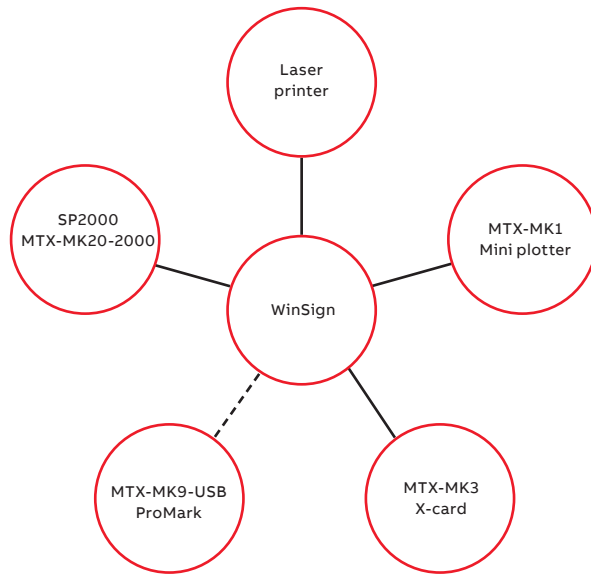 Laser
printer
SP2000
MTX-MK20-2000
MTX-MK1
Mini plotter
WinSign
MTX-MK9-USB
ProMark
MTX-MK3
X-card